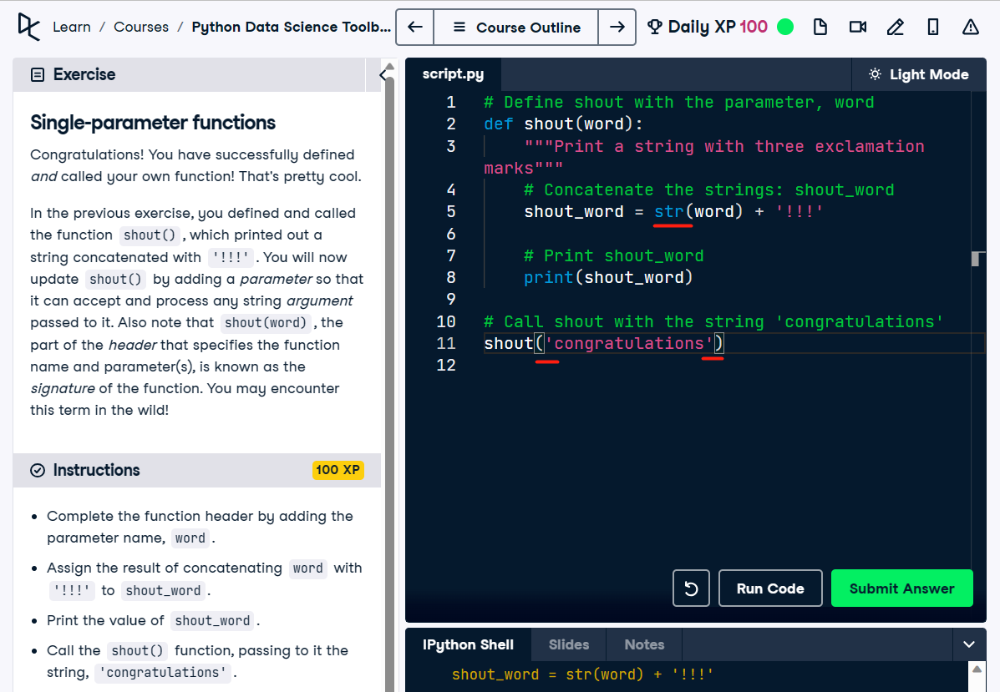 Learn / Courses / Python Data Science Toolb... Course Outline Daily XP 100
Exercise
Single-parameter functions
Congratulations! You have successfully defined
and called your own function! That's pretty cool.
In the previous exercise, you defined and called
the function shout(), which printed out a
string concatenated with '!!!'. You will now
update shout() by adding a parameter so that
it can accept and process any string argument
passed to it. Also note that shout(word), the
part of the header that specifies the function
name and parameter(s), is known as the
signature of the function. You may encounter
this term in the wild!
Instructions 100 XP
• Complete the function header by adding the
parameter name, word.
• Assign the result of concatenating word with
'!!!' to shout_word.
• Print the value of shout_word.
• Call the shout() function, passing to it the
string, 'congratulations'.
script.py Light Mode
1 # Define shout with the parameter, word
2 def shout(word):
3 """Print a string with three exclamation
marks"""
4 # Concatenate the strings: shout_word
5 shout_word = str(word) + '!!!'
6
7 # Print shout_word
8 print(shout_word)
9
10 # Call shout with the string 'congratulations'
11 shout('congratulations')
12
Run Code Submit Answer
IPython Shell Slides Notes
shout_word = str(word) + '!!!'